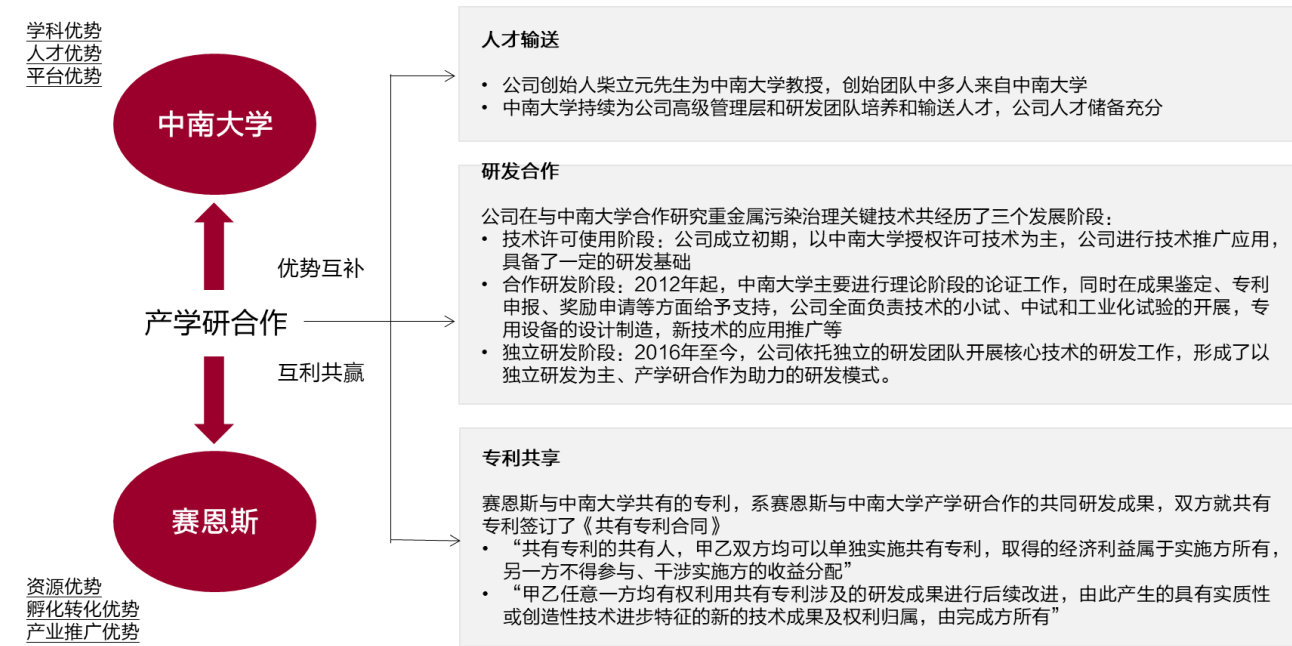 学科优势
人才优势
平台优势
中南大学
优势互补
产学研合作
互利共赢
赛恩斯
资源优势
孵化转化优势
产业推广优势
人才输送
• 公司创始人柴立元先生为中南大学教授，创始团队中多人来自中南大学
• 中南大学持续为公司高级管理层和研发团队培养和输送人才，公司人才储备充分
研发合作
公司在与中南大学合作研究重金属污染治理关键技术共经历了三个发展阶段：
• 技术许可使用阶段：公司成立初期，以中南大学授权许可技术为主，公司进行技术推广应用，
具备了一定的研发基础
• 合作研发阶段：2012年起，中南大学主要进行理论阶段的论证工作，同时在成果鉴定、专利
申报、奖励申请等方面给予支持，公司全面负责技术的小试、中试和工业化试验的开展，专
用设备的设计制造，新技术的应用推广等
• 独立研发阶段：2016年至今，公司依托独立的研发团队开展核心技术的研发工作，形成了以
独立研发为主、产学研合作为助力的研发模式。
专利共享
赛恩斯与中南大学共有的专利，系赛恩斯与中南大学产学研合作的共同研发成果，双方就共有
专利签订了《共有专利合同》
• “共有专利的共有人，甲乙双方均可以单独实施共有专利，取得的经济利益属于实施方所有，
另一方不得参与、干涉实施方的收益分配”
• “甲乙任意一方均有权利用共有专利涉及的研发成果进行后续改进，由此产生的具有实质性
或创造性技术进步特征的新的技术成果及权利归属，由完成方所有”